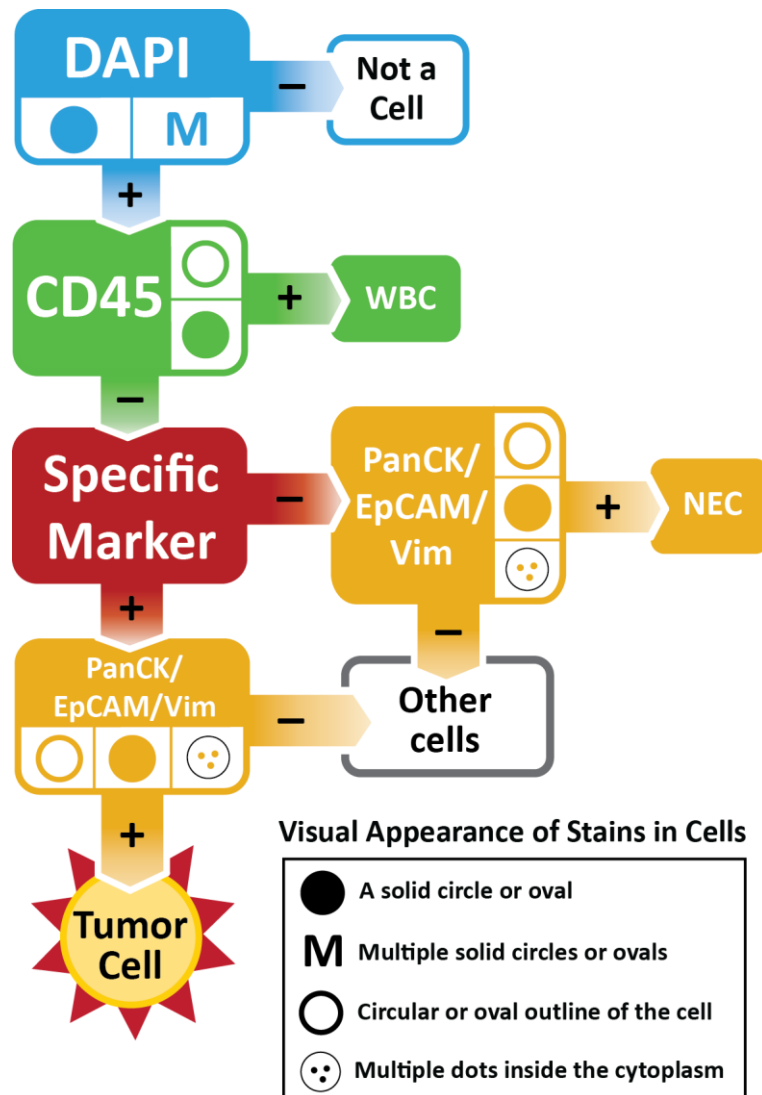 DAPI
M
−
Not a
Cell
+
CD45
+
WBC
−
Specific
Marker
−
PanCK/
EpCAM/
Vim
+
NEC
+
−
PanCK/
EpCAM/Vim
−
Other
cells
+
Tumor
Cell
Visual Appearance of Stains in Cells
A solid circle or oval
M Multiple solid circles or ovals
Circular or oval outline of the cell
Multiple dots inside the cytoplasm